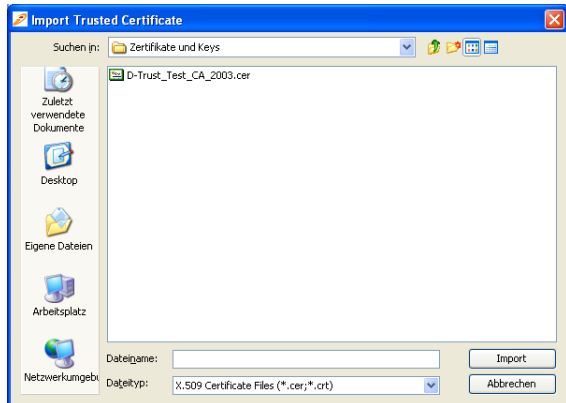 Import Trusted Certificate
Suchen in:
Zertifikate und Keys
D-Trust_Test_CA_2003.cer
Zuletzt
verwendete
Dokumente
Desktop
Eigene Dateien
Arbeitsplatz
Netzwerkumgebu
Dateiname:
Import
Dateityp:
X.509 Certificate Files (*.cer;*.crt)
Abbrechen